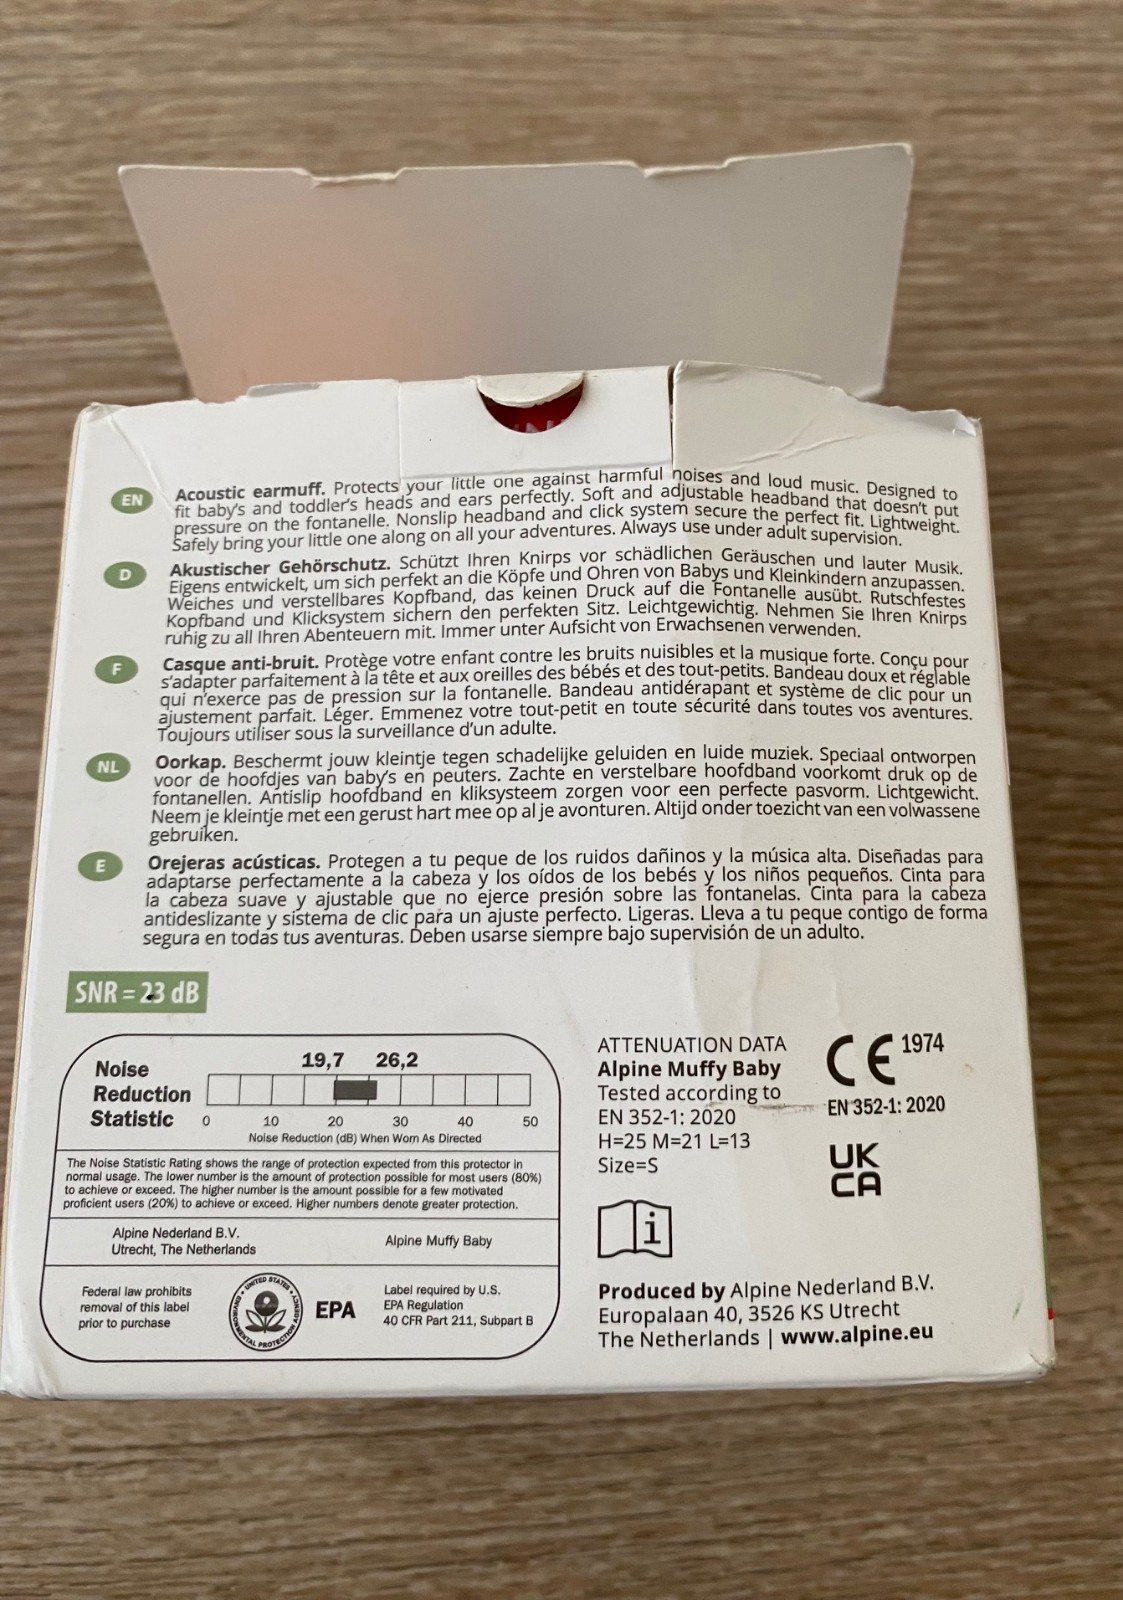 EN
Acoustic earmuff. Protects your little one against harmful noises and loud music. Designed to
fit baby's and toddler's heads and ears perfectly. Soft and adjustable headband that doesn't put
pressure on the fontanelle. Nonslip headband and click system secure the perfect fit. Lightweight.
Safely bring your little one along on all your adventures. Always use under adult supervision.
D
Akustischer Gehörschutz. Schützt Ihren Knirps vor schädlichen Geräuschen und lauter Musik.
Eigens entwickelt, um sich perfekt an die Köpfe und Ohren von Babys und Kleinkindern anzupassen.
Weiches und verstellbares Kopfband, das keinen Druck auf die Fontanelle ausübt. Rutschfestes
Kopfband und Klicksystem sichern den perfekten Sitz. Leichtgewichtig. Nehmen Sie Ihren Knirps
ruhig zu all Ihren Abenteuern mit. Immer unter Aufsicht von Erwachsenen verwenden.
F
Casque anti-bruit. Protège votre enfant contre les bruits nuisibles et la musique forte. Conçu pour
s'adapter parfaitement à la tête et aux oreilles des bébés et des tout-petits. Bandeau doux et réglable
qui n'exerce pas de pression sur la fontanelle. Bandeau antidérapant et système de clic pour un
ajustement parfait. Léger. Emmenez votre tout-petit en toute sécurité dans toutes vos aventures.
Toujours utiliser sous la surveillance d'un adulte.
NL
Oorkap. Beschermt jouw kleintje tegen schadelijke geluiden en luide muziek. Speciaal ontworpen
voor de hoofdjes van baby's en peuters. Zachte en verstelbare hoofdband voorkomt druk op de
fontanellen. Antislip hoofdband en kliksysteem zorgen voor een perfecte pasvorm. Lichtgewicht.
Neem je kleintje met een gerust hart mee op al je avonturen. Altijd onder toezicht van een volwassene
gebruiken.
E
Orejeras acústicas. Protegen a tu peque de los ruidos dañinos y la música alta. Diseñadas para
adaptarse perfectamente a la cabeza y los oídos de los bebés y los niños pequeños. Cinta para
la cabeza suave y ajustable que no ejerce presión sobre las fontanelas. Cinta para la cabeza
antideslizante y sistema de clic para un ajuste perfecto. Ligeras. Lleva a tu peque contigo de forma
segura en todas tus aventuras. Deben usarse siempre bajo supervisión de un adulto.
SNR = 23 dB
Noise
Reduction
Statistic
19,7 26,2
0 10 20 30 40 50
Noise Reduction (dB) When Worn As Directed
The Noise Statistic Rating shows the range of protection expected from this protector in
normal usage. The lower number is the amount of protection possible for most users (80%)
to achieve or exceed. The higher number is the amount possible for a few motivated
proficient users (20%) to achieve or exceed. Higher numbers denote greater protection.
Alpine Nederland B.V.
Utrecht, The Netherlands
Alpine Muffy Baby
Federal law prohibits
removal of this label
prior to purchase
UNITED STATES
ENVIRONMENTAL PROTECTION AGENCY
EPA
Label required by U.S.
EPA Regulation
40 CFR Part 211, Subpart B
ATTENUATION DATA
Alpine Muffy Baby
Tested according to
EN 352-1: 2020
H=25 M=21 L=13
Size=S
CE 1974
EN 352-1: 2020
UK
CA
i
Produced by Alpine Nederland B.V.
Europalaan 40, 3526 KS Utrecht
The Netherlands | www.alpine.eu